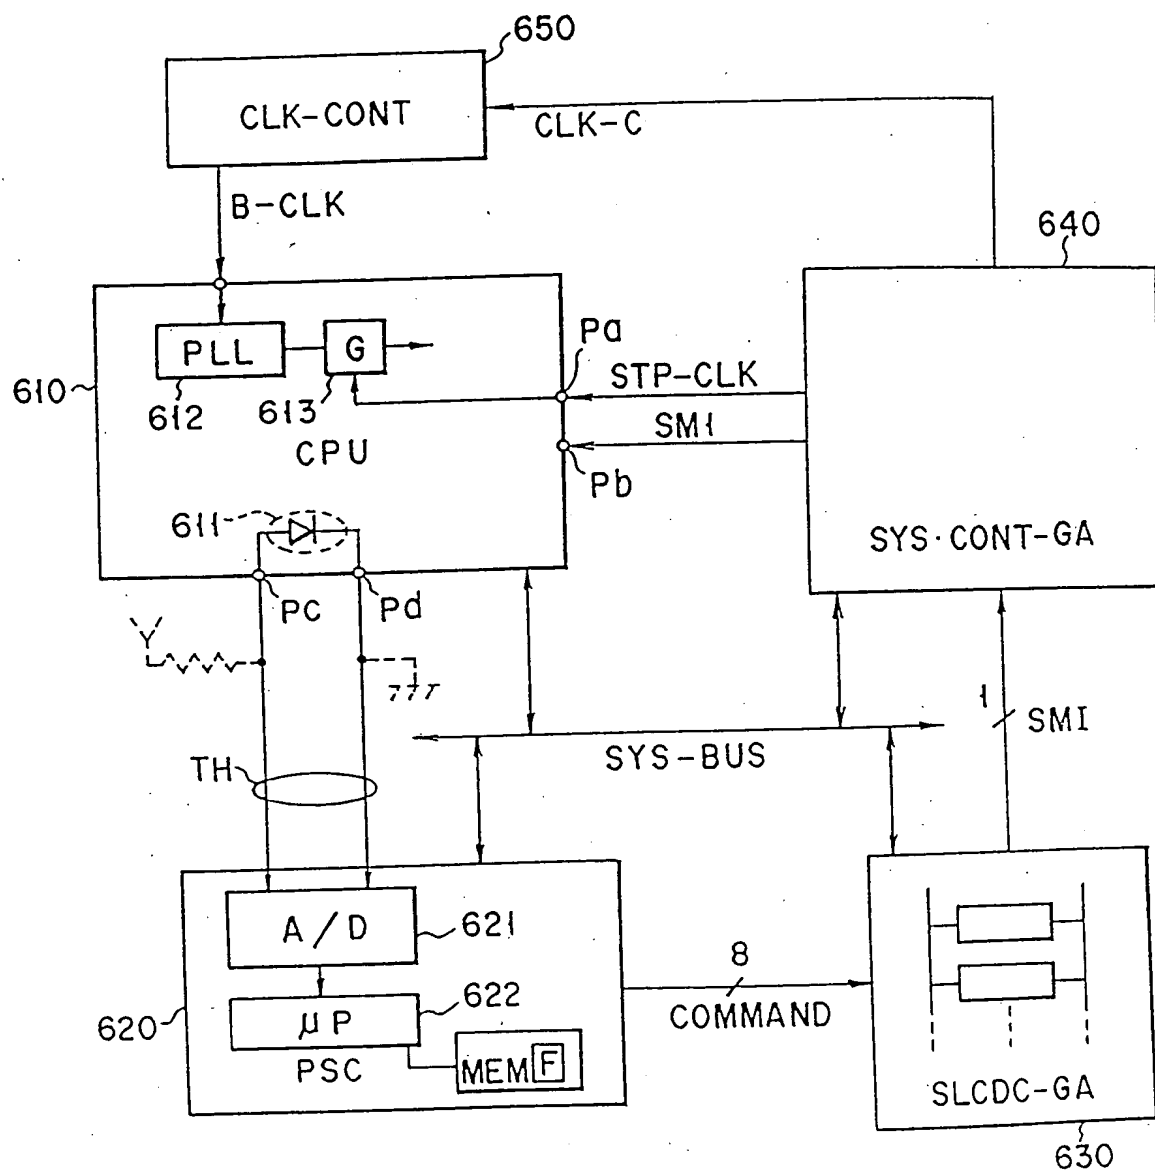 650
CLK-CONT
CLK-C
B-CLK
640
PLL
G
Pa
STP-CLK
610
612
613
SMI
CPU
Pb
611
SYS·CONT-GA
Pc
Pd
1
SMI
TH
SYS-BUS
A/D
621
8
622
μP
COMMAND
620
PSC
MEM F
SLCDC-GA
630